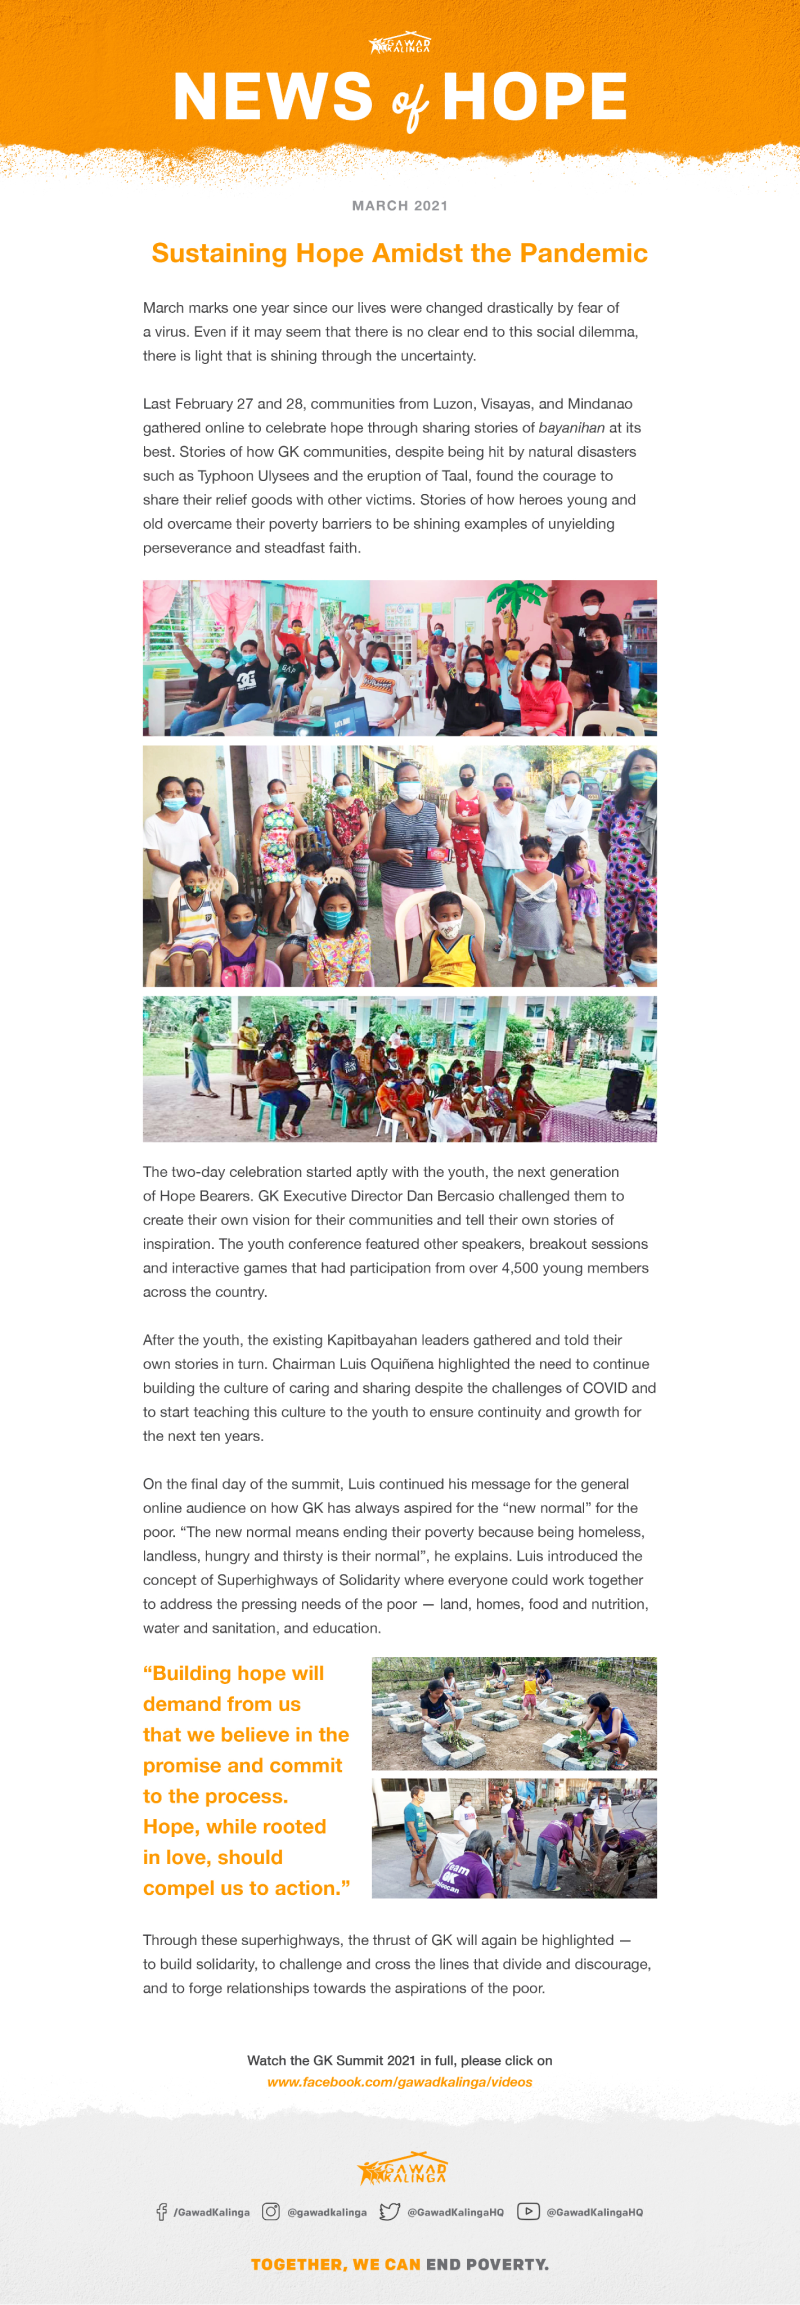 GAWAD
KALINGA
NEWS of HOPE
MARCH 2021
Sustaining Hope Amidst the Pandemic
March marks one year since our lives were changed drastically by fear of
a virus. Even if it may seem that there is no clear end to this social dilemma,
there is light that is shining through the uncertainty.
Last February 27 and 28, communities from Luzon, Visayas, and Mindanao
gathered online to celebrate hope through sharing stories of bayanihan at its
best. Stories of how GK communities, despite being hit by natural disasters
such as Typhoon Ulysees and the eruption of Taal, found the courage to
share their relief goods with other victims. Stories of how heroes young and
old overcame their poverty barriers to be shining examples of unyielding
perseverance and steadfast faith.
The two-day celebration started aptly with the youth, the next generation
of Hope Bearers. GK Executive Director Dan Bercasio challenged them to
create their own vision for their communities and tell their own stories of
inspiration. The youth conference featured other speakers, breakout sessions
and interactive games that had participation from over 4,500 young members
across the country.
After the youth, the existing Kapitbayahan leaders gathered and told their
own stories in turn. Chairman Luis Oquiñena highlighted the need to continue
building the culture of caring and sharing despite the challenges of COVID and
to start teaching this culture to the youth to ensure continuity and growth for
the next ten years.
On the final day of the summit, Luis continued his message for the general
online audience on how GK has always aspired for the “new normal” for the
poor. “The new normal means ending their poverty because being homeless,
landless, hungry and thirsty is their normal”, he explains. Luis introduced the
concept of Superhighways of Solidarity where everyone could work together
to address the pressing needs of the poor — land, homes, food and nutrition,
water and sanitation, and education.
“Building hope will
demand from us
that we believe in the
promise and commit
to the process.
Hope, while rooted
in love, should
compel us to action.”
Team
GK
Through these superhighways, the thrust of GK will again be highlighted —
to build solidarity, to challenge and cross the lines that divide and discourage,
and to forge relationships towards the aspirations of the poor.
Watch the GK Summit 2021 in full, please click on
www.facebook.com/gawadkalinga/videos
GAWAD
KALINGA
/GawadKalinga @gawadkalinga @GawadKalingaHQ @GawadKalingaHQ
TOGETHER, WE CAN END POVERTY.